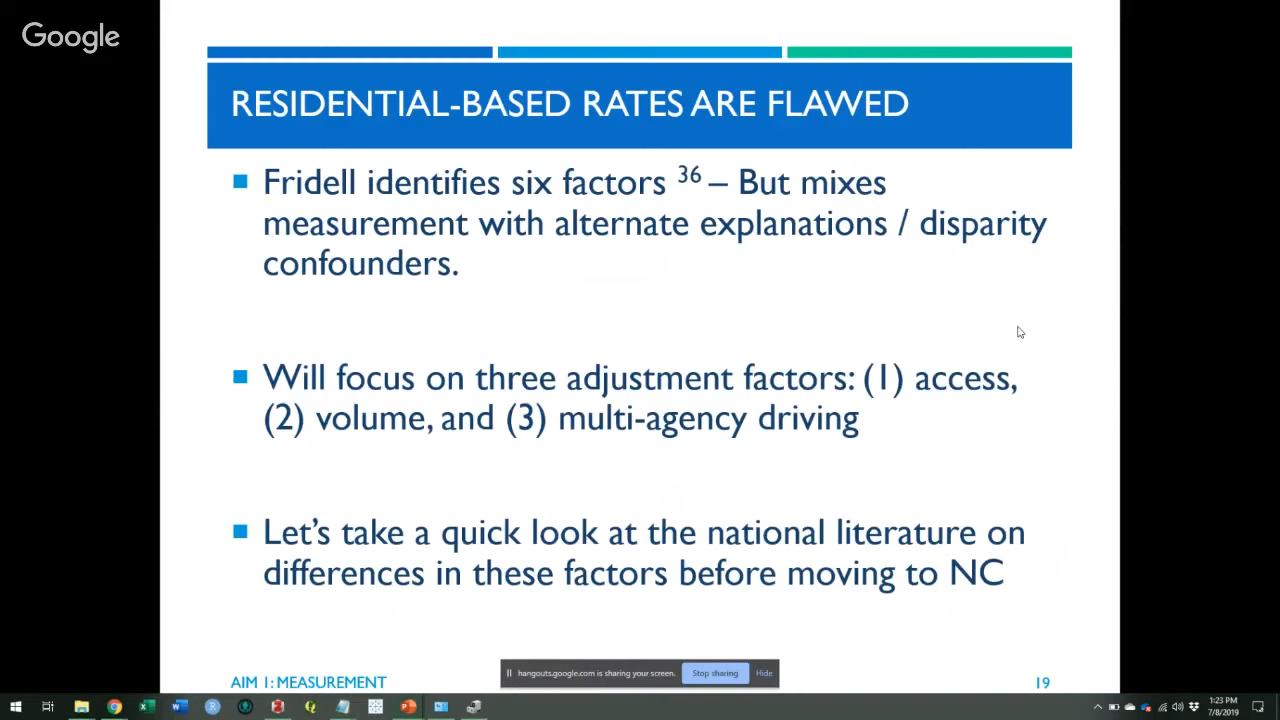 Google
RESIDENTIAL-BASED RATES ARE FLAWED
Fridell identifies six factors 36 – But mixes
measurement with alternate explanations / disparity
confounders.
Will focus on three adjustment factors: (1) access,
(2) volume, and (3) multi-agency driving
Let's take a quick look at the national literature on
differences in these factors before moving to NC
hangouts.google.com is sharing your screen. Stop sharing Hide
AIM 1: MEASUREMENT 19
1:23 PM
7/8/2019